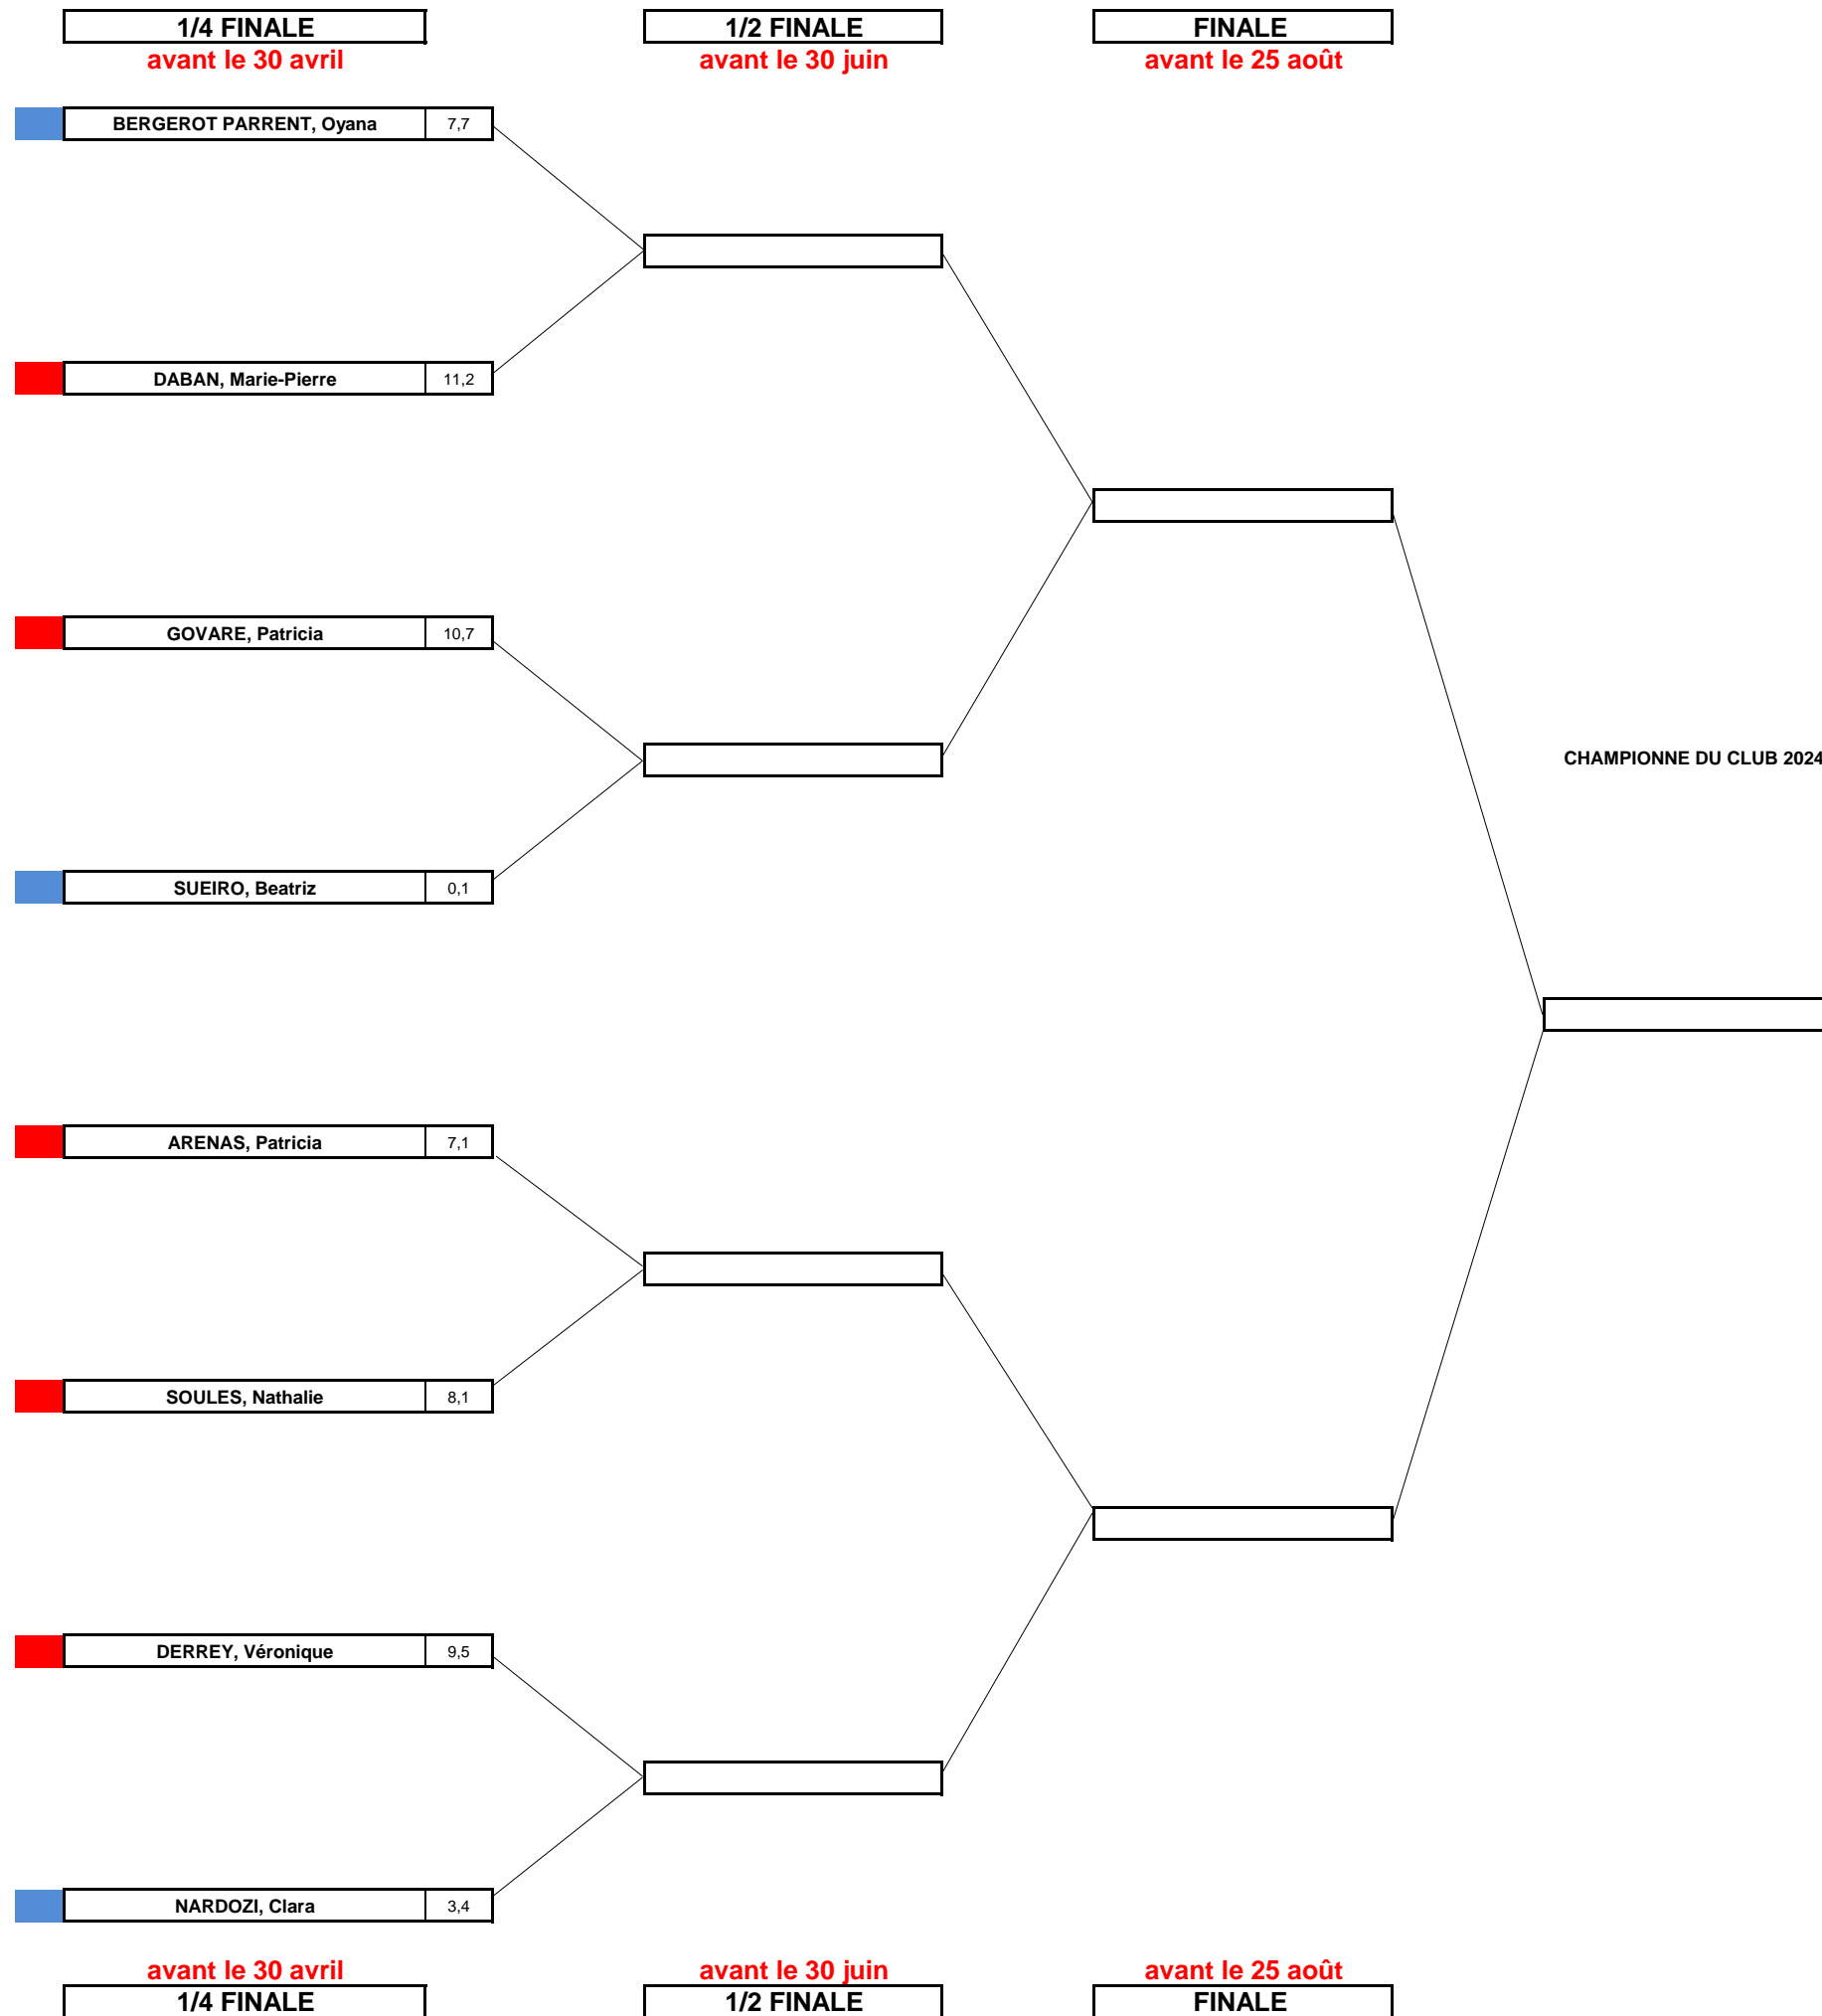 1/4 FINALE
1/2 FINALE
FINALE
avant le 30 avril
avant le 30 juin
avant le 25 août
BERGEROT PARRENT, Oyana 7,7
DABAN, Marie-Pierre 11,2
GOVARE, Patricia 10,7
CHAMPIONNE DU CLUB 2024
SUEIRO, Beatriz 0,1
ARENAS, Patricia 7,1
SOULES, Nathalie 8,1
DERREY, Véronique 9,5
NARDOZI, Clara 3,4
avant le 30 avril
avant le 30 juin
avant le 25 août
1/4 FINALE
1/2 FINALE
FINALE